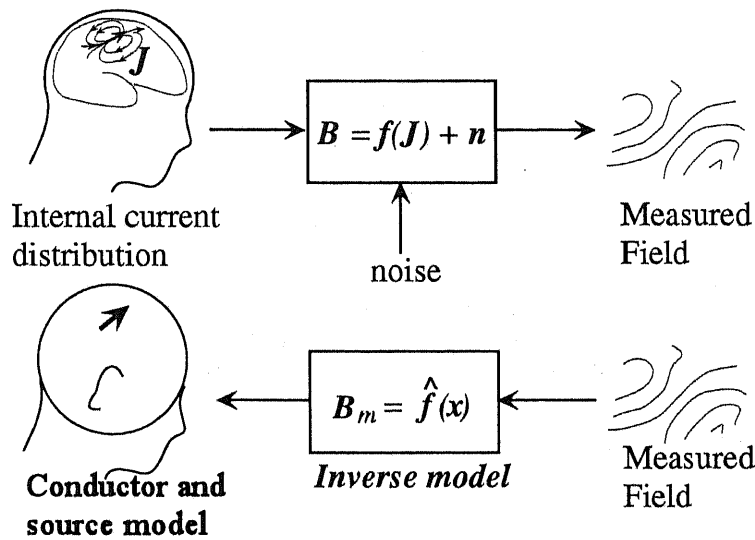 J
B = f(J) + n
Internal current
distribution
noise
Measured
Field
B_m = f̂(x)
Inverse model
Conductor and
source model
Measured
Field